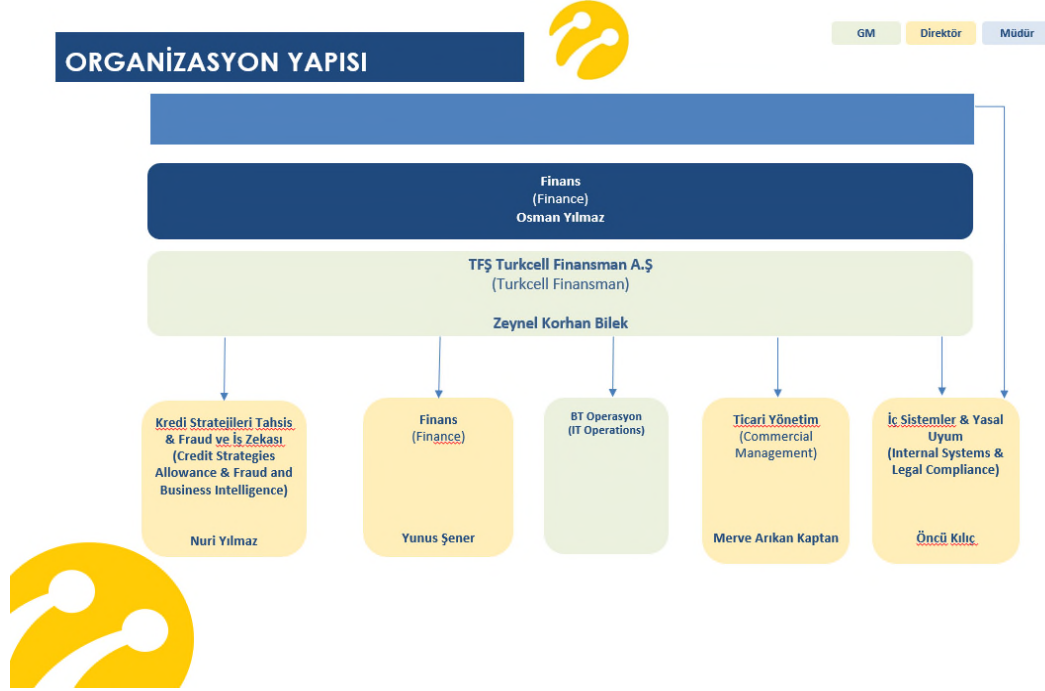 ORGANİZASYON YAPISI
GM
Direktör
Müdür
Finans
(Finance)
Osman Yılmaz
TFŞ Turkcell Finansman A.Ş
(Turkcell Finansman)
Zeynel Korhan Bilek
Kredi Stratejileri Tahsis
& Fraud ve İş Zekası
(Credit Strategies
Allowance & Fraud and
Business Intelligence)
Nuri Yılmaz
Finans
(Finance)
Yunus Şener
BT Operasyon
(IT Operations)
Ticari Yönetim
(Commercial
Management)
Merve Arıkan Kaptan
İç Sistemler & Yasal
Uyum
(Internal Systems &
Legal Compliance)
Öncü Kılıç